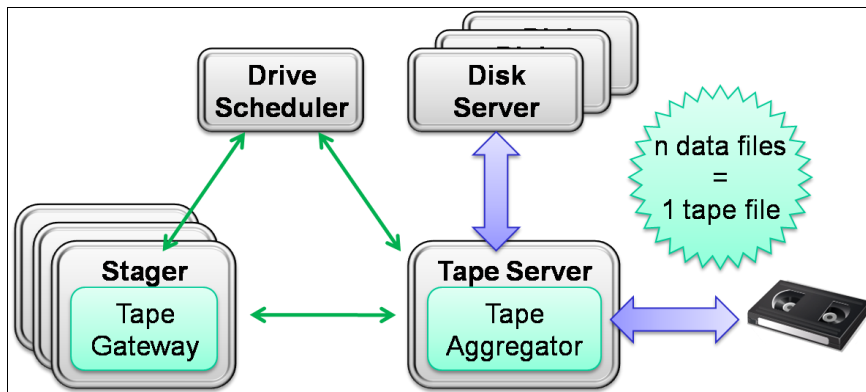 Drive
Scheduler
Disk
Server
n data files
=
1 tape file
Stager
Tape
Gateway
Tape Server
Tape
Aggregator